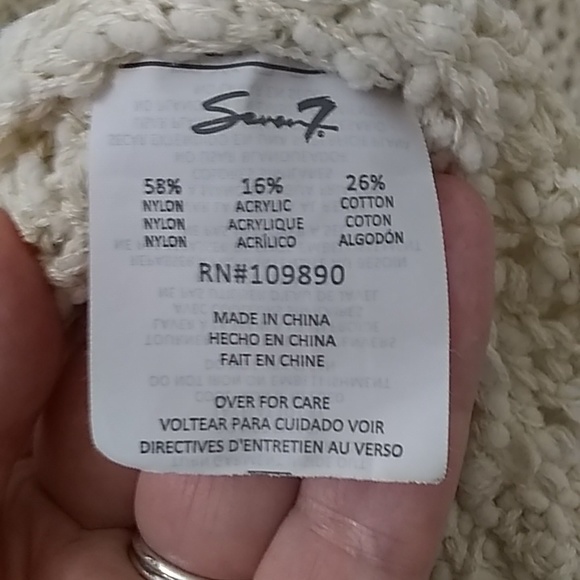 Seven7.
58% 16% 26%
NYLON ACRYLIC COTTON
NYLON ACRYLIQUE COTON
NYLON ACRÍLICO ALGODÓN
RN#109890
MADE IN CHINA
HECHO EN CHINA
FAIT EN CHINE
OVER FOR CARE
VOLTEAR PARA CUIDADO VOIR
DIRECTIVES D'ENTRETIEN AU VERSO